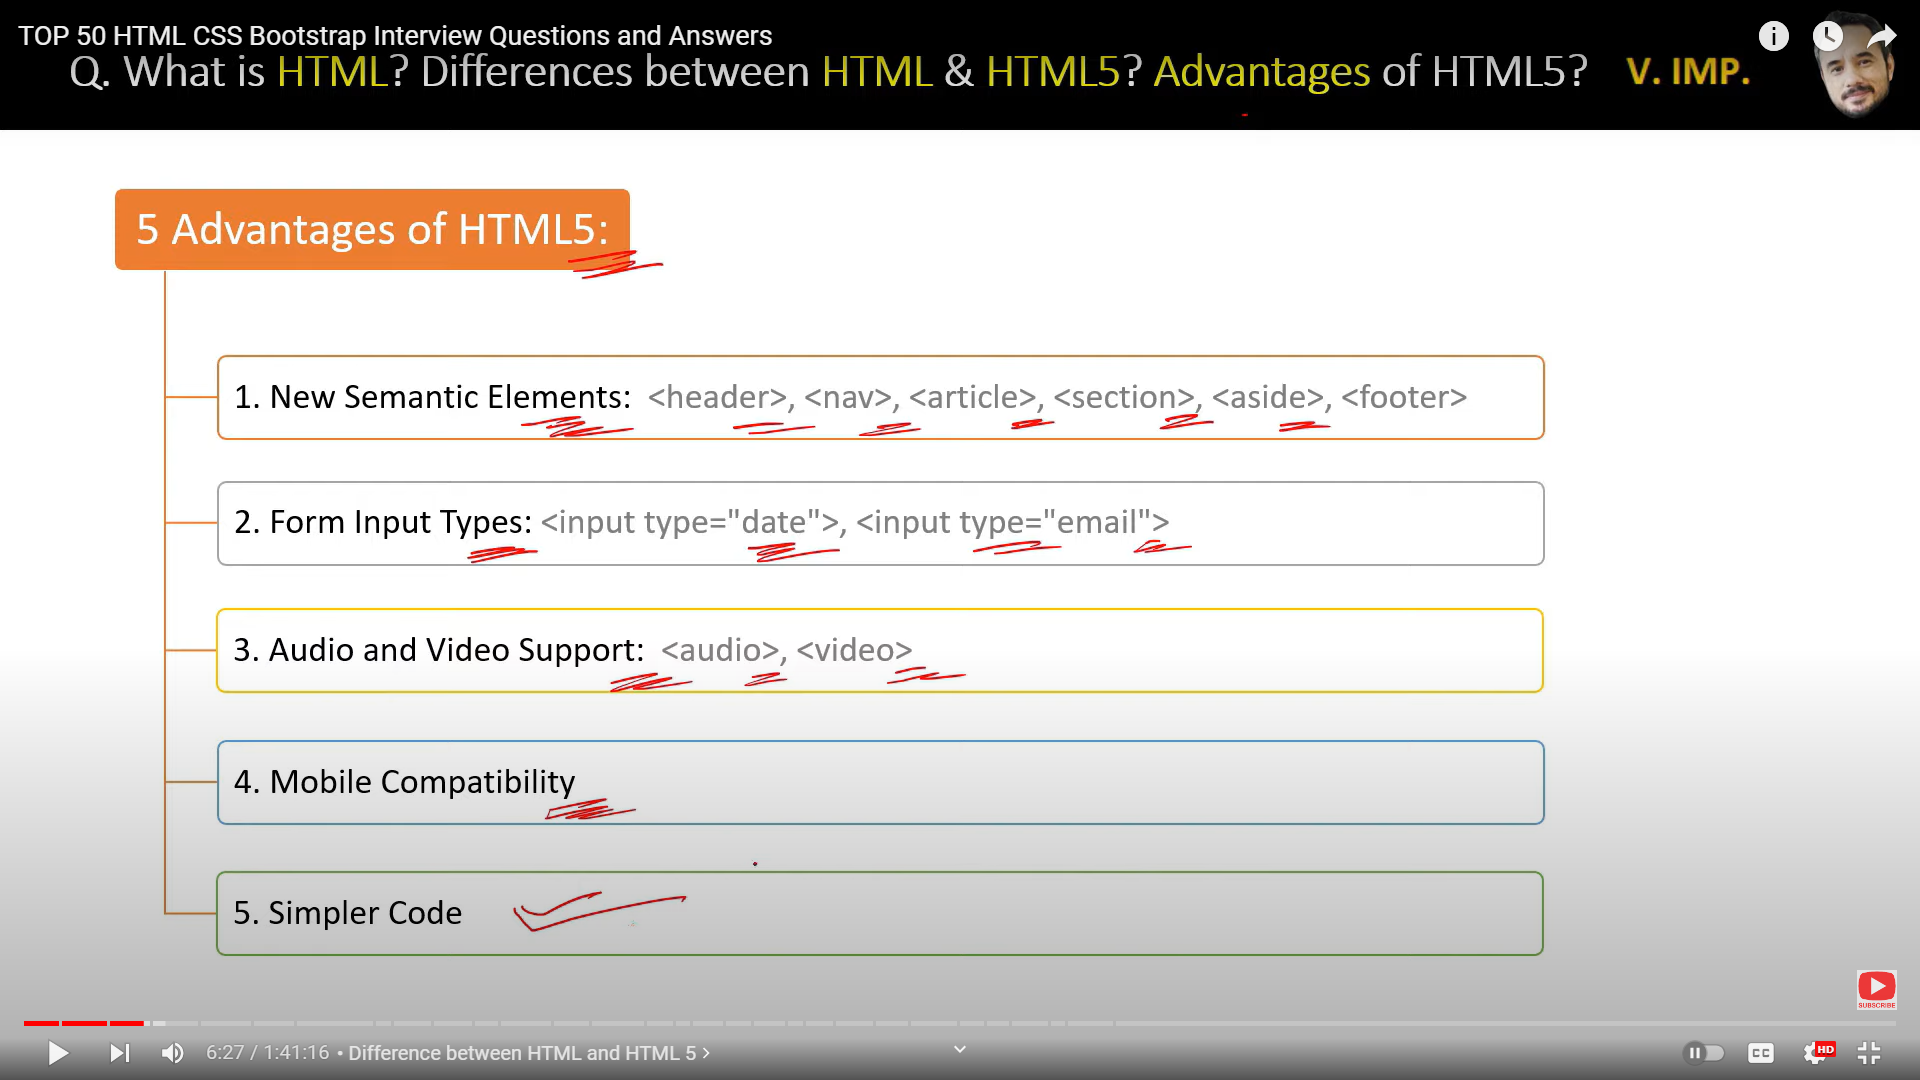 TOP 50 HTML CSS Bootstrap Interview Questions and Answers
Q. What is HTML? Differences between HTML & HTML5? Advantages of HTML5? V. IMP.
5 Advantages of HTML5:
1. New Semantic Elements: <header>, <nav>, <article>, <section>, <aside>, <footer>
2. Form Input Types: <input type="date">, <input type="email">
3. Audio and Video Support: <audio>, <video>
4. Mobile Compatibility
5. Simpler Code
SUBSCRIBE
6:27 / 1:41:16 • Difference between HTML and HTML 5 >
CC
HD